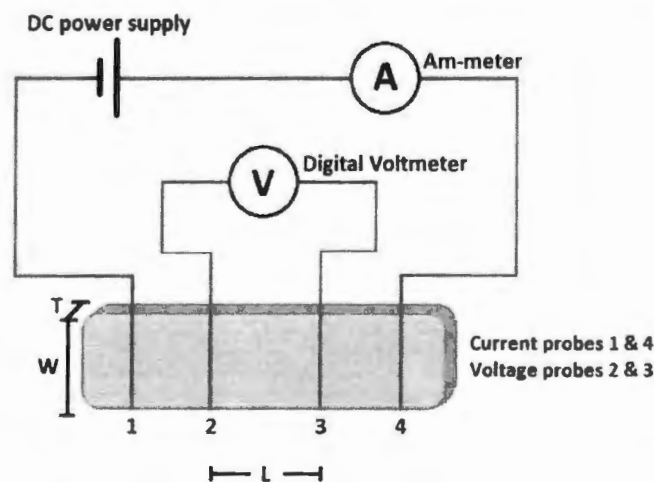 DC power supply
A
Am-meter
V
Digital Voltmeter
T
W
Current probes 1 & 4
Voltage probes 2 & 3
1 2 3 4
L